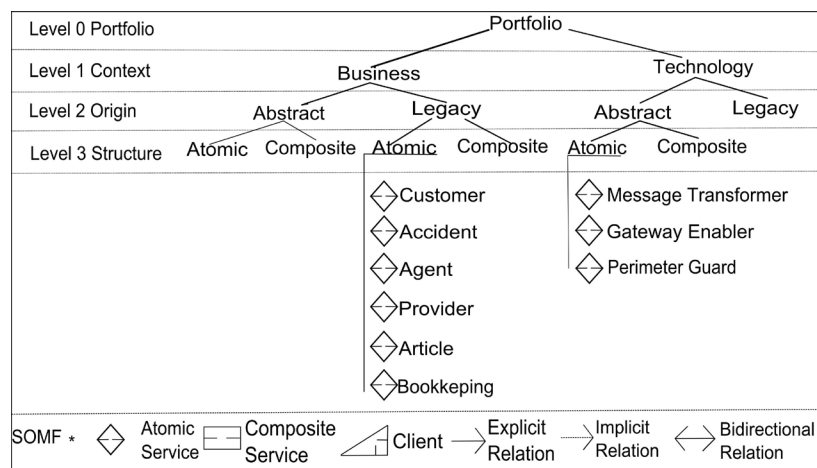 Level 0 Portfolio
Portfolio
Level 1 Context
Business
Technology
Level 2 Origin
Abstract
Legacy
Abstract
Legacy
Level 3 Structure
Atomic
Composite
Atomic
Composite
Atomic
Composite
Customer
Accident
Agent
Provider
Article
Bookkeping
Message Transformer
Gateway Enabler
Perimeter Guard
SOMF *
Atomic
Service
Composite
Service
Client
Explicit
Relation
Implicit
Relation
Bidirectional
Relation